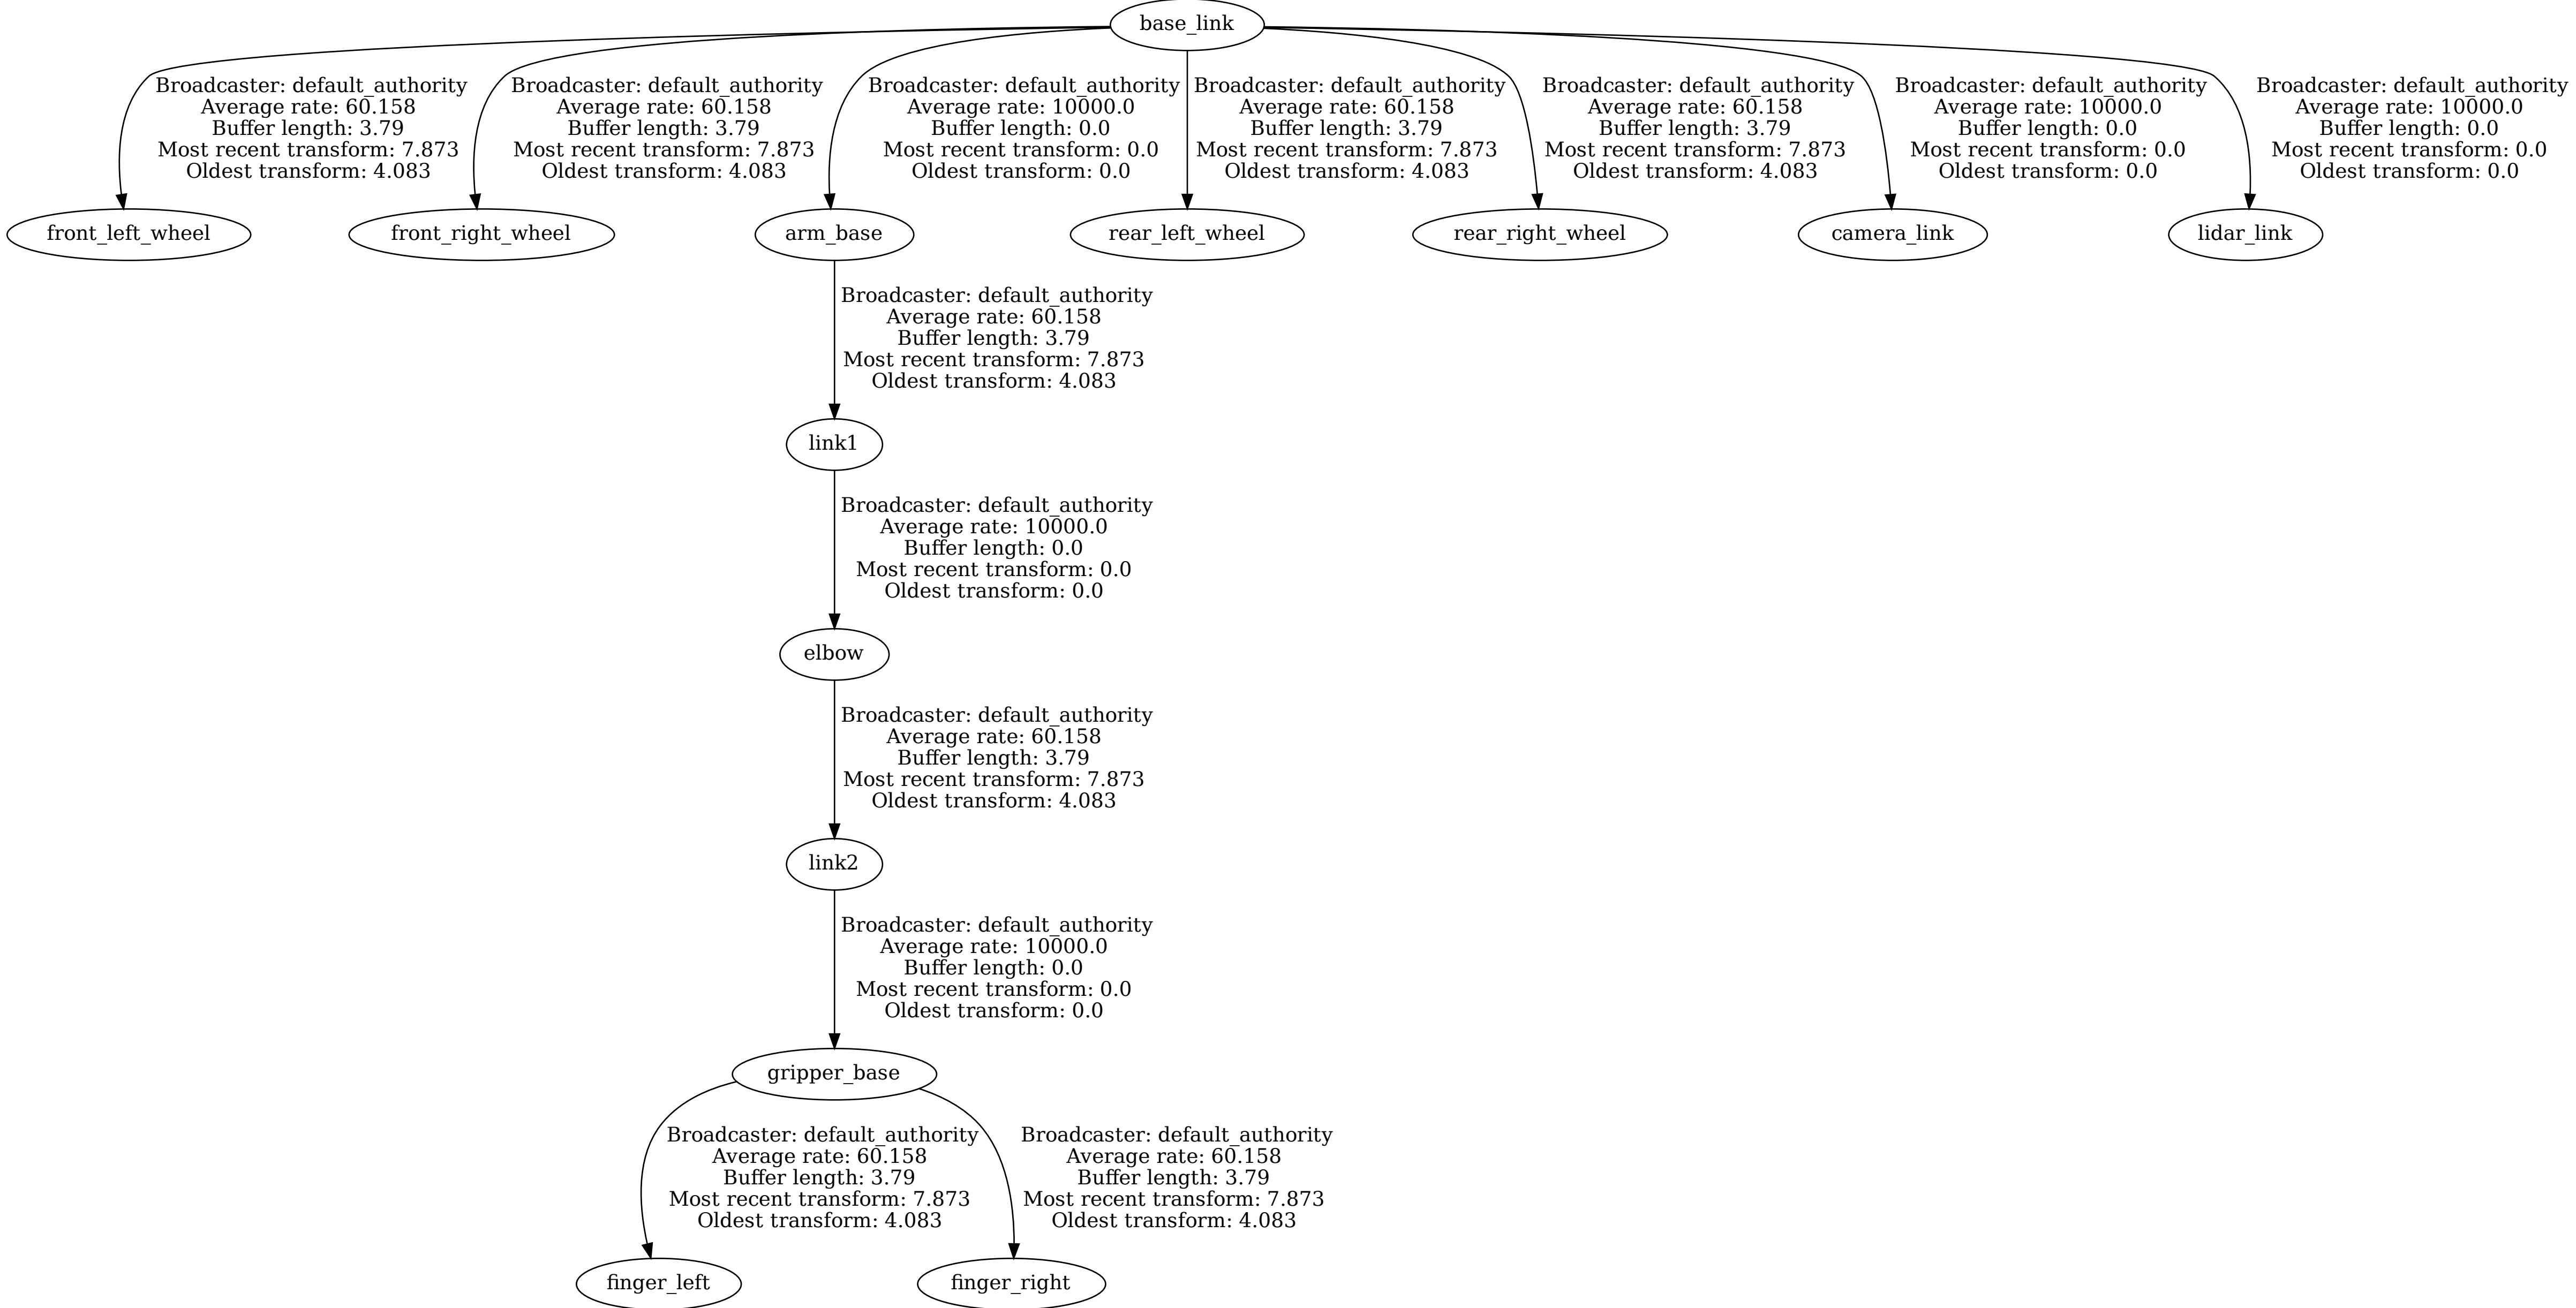 base_link
Broadcaster: default_authority
Average rate: 60.158
Buffer length: 3.79
Most recent transform: 7.873
Oldest transform: 4.083
Broadcaster: default_authority
Average rate: 60.158
Buffer length: 3.79
Most recent transform: 7.873
Oldest transform: 4.083
Broadcaster: default_authority
Average rate: 10000.0
Buffer length: 0.0
Most recent transform: 0.0
Oldest transform: 0.0
Broadcaster: default_authority
Average rate: 60.158
Buffer length: 3.79
Most recent transform: 7.873
Oldest transform: 4.083
Broadcaster: default_authority
Average rate: 60.158
Buffer length: 3.79
Most recent transform: 7.873
Oldest transform: 4.083
Broadcaster: default_authority
Average rate: 10000.0
Buffer length: 0.0
Most recent transform: 0.0
Oldest transform: 0.0
Broadcaster: default_authority
Average rate: 10000.0
Buffer length: 0.0
Most recent transform: 0.0
Oldest transform: 0.0
front_left_wheel
front_right_wheel
arm_base
rear_left_wheel
rear_right_wheel
camera_link
lidar_link
Broadcaster: default_authority
Average rate: 60.158
Buffer length: 3.79
Most recent transform: 7.873
Oldest transform: 4.083
link1
Broadcaster: default_authority
Average rate: 10000.0
Buffer length: 0.0
Most recent transform: 0.0
Oldest transform: 0.0
elbow
Broadcaster: default_authority
Average rate: 60.158
Buffer length: 3.79
Most recent transform: 7.873
Oldest transform: 4.083
link2
Broadcaster: default_authority
Average rate: 10000.0
Buffer length: 0.0
Most recent transform: 0.0
Oldest transform: 0.0
gripper_base
Broadcaster: default_authority
Average rate: 60.158
Buffer length: 3.79
Most recent transform: 7.873
Oldest transform: 4.083
Broadcaster: default_authority
Average rate: 60.158
Buffer length: 3.79
Most recent transform: 7.873
Oldest transform: 4.083
finger_left
finger_right